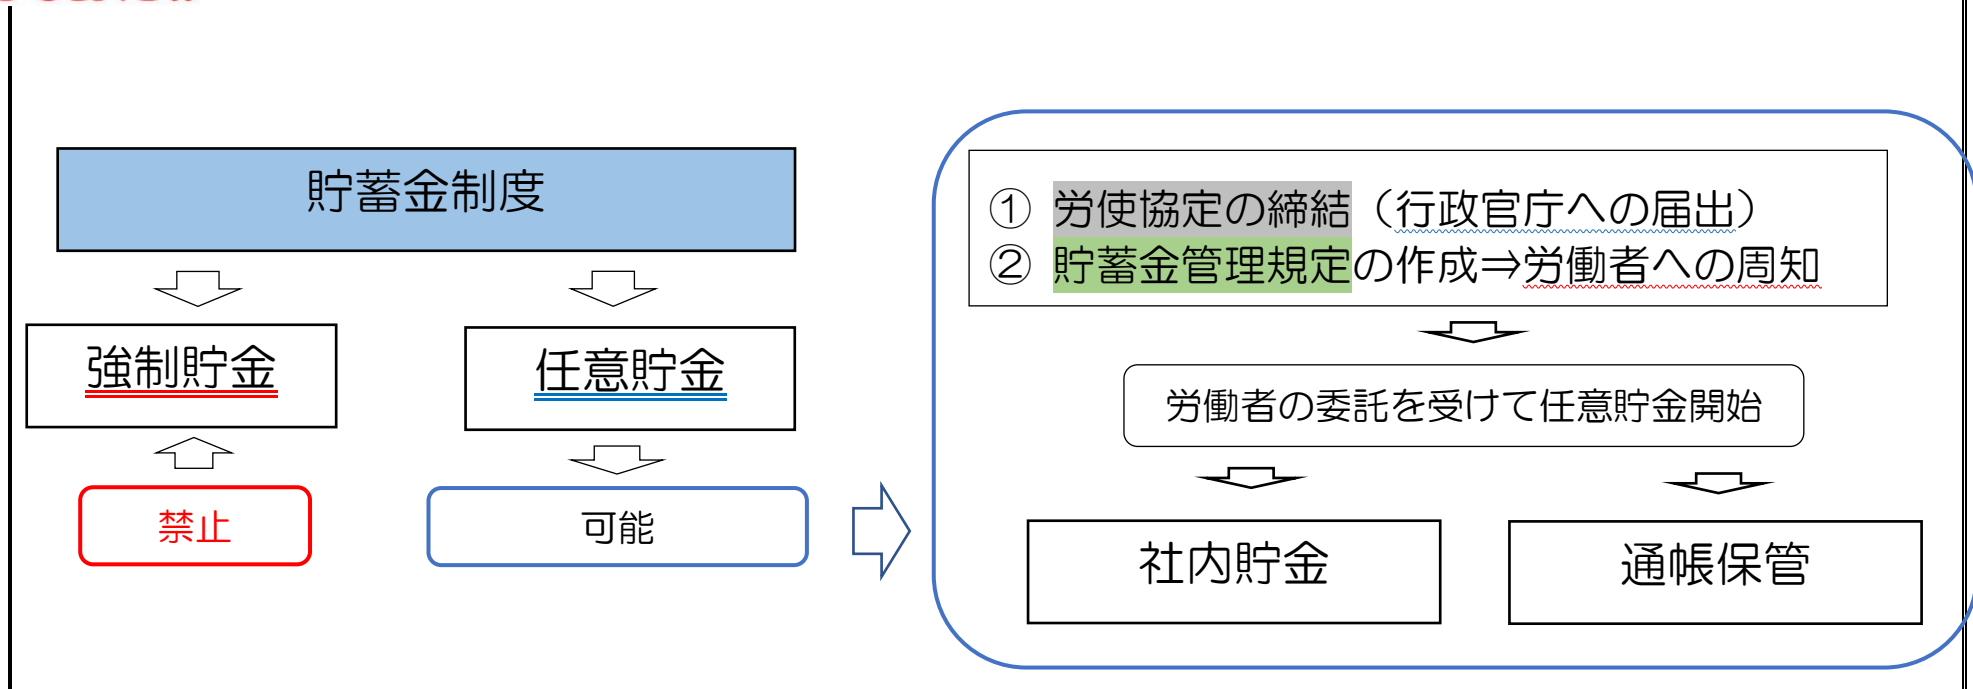 貯蓄金制度
強制貯金
任意貯金
禁止
可能
① 労使協定の締結（行政官庁への届出）
② 貯蓄金管理規定の作成⇒労働者への周知
労働者の委託を受けて任意貯金開始
社内貯金
通帳保管